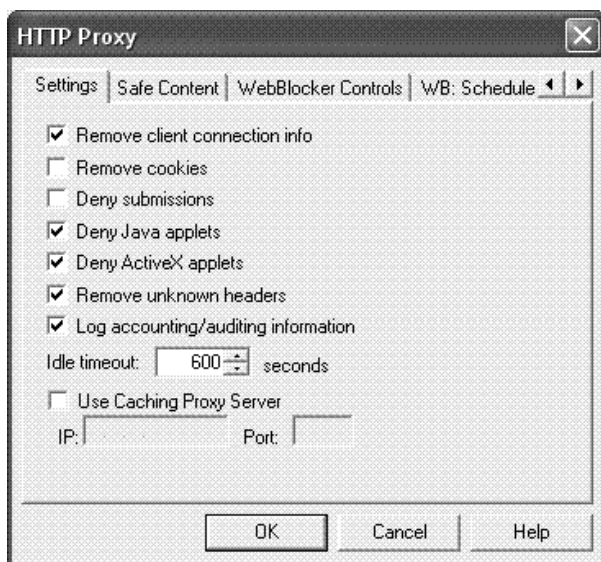 HTTP Proxy
Settings Safe Content WebBlocker Controls WB: Schedule
Remove client connection info
Remove cookies
Deny submissions
Deny Java applets
Deny ActiveX applets
Remove unknown headers
Log accounting/auditing information
Idle timeout: 600 seconds
Use Caching Proxy Server
IP: Port:
OK Cancel Help